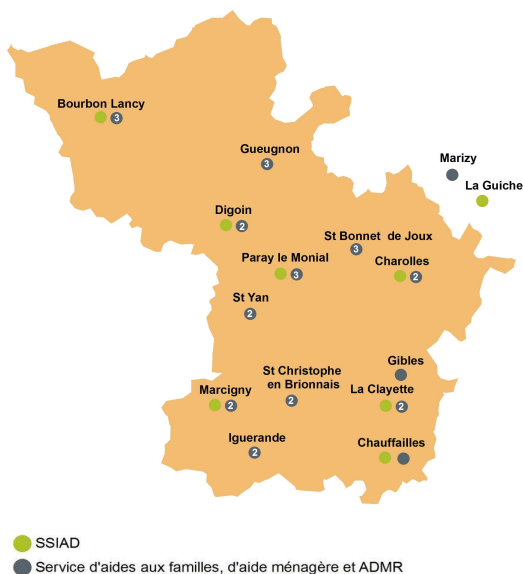 Bourbon Lancy
3
Gueugnon
3
Marizy
La Guiche
Digoin
2
St Bonnet de Joux
3
Paray le Monial
3
Charolles
2
St Yan
2
Gibles
St Christophe
en Brionnais
2
Marcigny
2
La Clayette
2
Iguerande
2
Chauffailles
SSIAD
Service d'aides aux familles, d'aide ménagère et ADMR